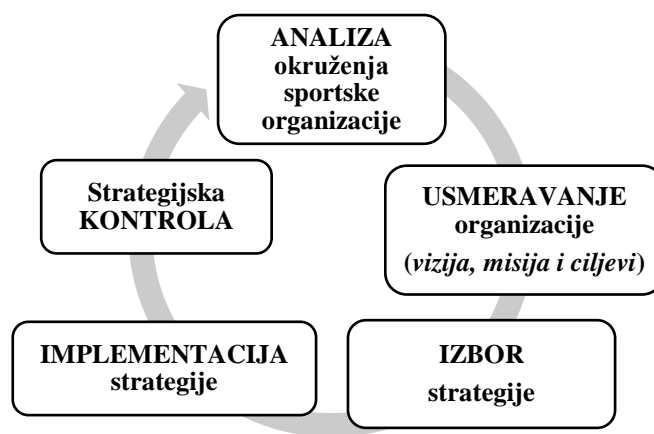 ANALIZA
okruženja
sportske
organizacije
USMERAVANJE
organizacije
(vizija, misija i ciljevi)
IZBOR
strategije
IMPLEMENTACIJA
strategije
Strategijska
KONTROLA